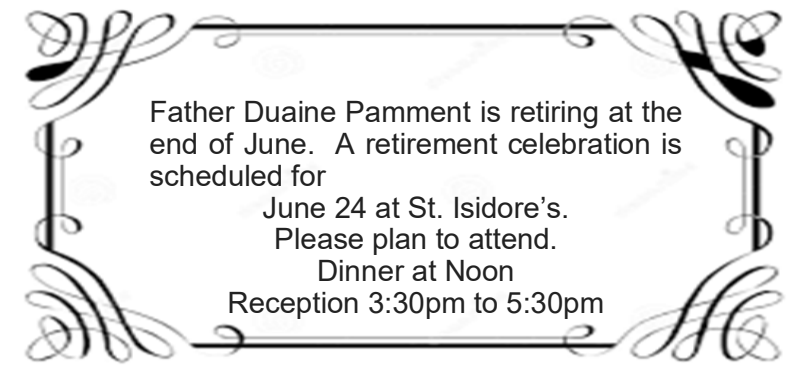 Father Duaine Pamment is retiring at the
end of June.  A retirement celebration is
scheduled for
June 24 at St. Isidore’s.
Please plan to attend.
Dinner at Noon
Reception 3:30pm to 5:30pm